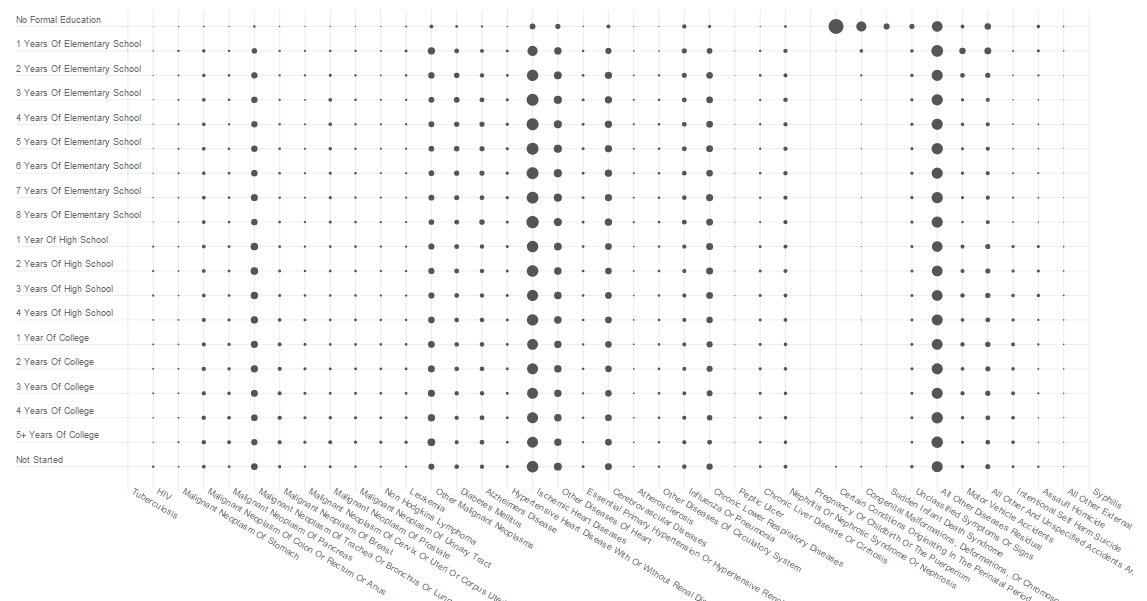 No Formal Education
1 Years Of Elementary School
2 Years Of Elementary School
3 Years Of Elementary School
4 Years Of Elementary School
5 Years Of Elementary School
6 Years Of Elementary School
7 Years Of Elementary School
8 Years Of Elementary School
1 Year Of High School
2 Years Of High School
3 Years Of High School
4 Years Of High School
1 Year Of College
2 Years Of College
3 Years Of College
4 Years Of College
5+ Years Of College
Not Started
Tuberculosis
HIV
Malignant Neoplasm Of Stomach
Malignant Neoplasm Of Colon Or Rectum Or Anus
Malignant Neoplasm Of Pancreas
Malignant Neoplasm Of Trachea Or Bronchus Or Lung
Malignant Neoplasm Of Breast
Malignant Neoplasm Of Cervix Or Uteri Or Corpus Ute
Malignant Neoplasm Of Prostate
Malignant Neoplasm Of Urinary Tract
Non Hodgkins Lymphoma
Leukemia
Other Malignant Neoplasms
Diabetes Mellitus
Alzheimers Disease
Hypertensive Heart Disease With Or Without Renal Dis
Ischemic Heart Diseases
Other Diseases Of Heart
Essential Primary Hypertension Or Hypertensive Rena
Cerebrovascular Diseases
Atherosclerosis
Other Diseases Of Circulatory System
Influenza Or Pneumonia
Chronic Lower Respiratory Diseases
Peptic Ulcer
Chronic Liver Disease Or Cirrhosis
Nephritis Or Nephrotic Syndrome Or Nephrosis
Pregnancy Or Childbirth Or The Puerperium
Certain Conditions Originating In The Perinatal Period
Congenital Malformations, Deformations, Or Chromoso
Sudden Infant Death Syndrome
Unclassified Symptoms Or Signs
All Other Diseases Residual
Motor Vehicle Accidents
All Other And Unspecified Accidents An
Intentional Self Harm Suicide
Assault Homicide
All Other External
Syphilis